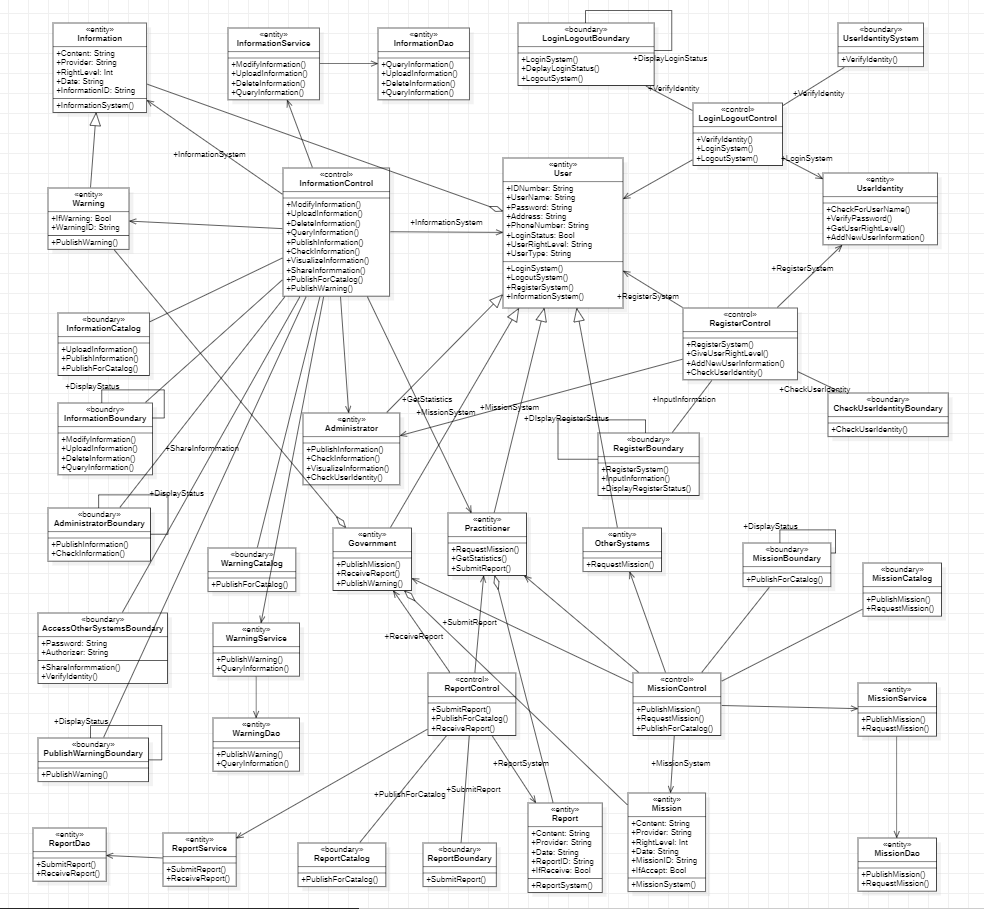 «entity»
Information
+Content: String
+Provider: String
+RightLevel: Int
+Date: String
+InformationID: String
+InformationSystem()
«entity»
InformationService
+ModifyInformation()
+UploadInformation()
+DeleteInformation()
+QueryInformation()
«entity»
InformationDao
+QueryInformation()
+UploadInformation()
+DeleteInformation()
+QueryInformation()
«boundary»
LoginLogoutBoundary
+LoginSystem()
+DeplayLoginStatus()
+LogoutSystem()
+DisplayLoginStatus
«boundary»
UserIdentitySystem
+VerifyIdentity()
+VerifyIdentity
+VerifyIdentity
«control»
LoginLogoutControl
+VerifyIdentity()
+LoginSystem()
+LogoutSystem()
+LoginSystem
+InformationSystem
«control»
InformationControl
+ModifyInformation()
+UploadInformation()
+DeleteInformation()
+QueryInformation()
+PublishInformation()
+CheckInformation()
+VisualizeInformation()
+ShareInformmation()
+PublishForCatalog()
+PublishWarning()
+InformationSystem
«entity»
User
+IDNumber: String
+UserName: String
+Password: String
+Address: String
+PhoneNumber: String
+LoginStatus: Bool
+UserRightLevel: String
+UserType: String
+LoginSystem()
+LogoutSystem()
+RegisterSystem()
+InformationSystem()
«entity»
UserIdentity
+CheckForUserName()
+VerifyPassword()
+GetUserRightLevel()
+AddNewUserInformation()
«entity»
Warning
+IfWarning: Bool
+WarningID: String
+PublishWarning()
+RegisterSystem
+RegisterSystem
«control»
RegisterControl
+RegisterSystem()
+GiveUserRightLevel()
+AddNewUserInformation()
+CheckUserIdentity()
«boundary»
InformationCatalog
+UploadInformation()
+PublishInformation()
+PublishForCatalog()
+DisplayStatus
«boundry»
InformationBoundary
+ModifyInformation()
+UploadInformation()
+DeleteInformation()
+QueryInformation()
+GetStatistics
+MissionSystem
+MissionSystem
+InputInformation
+CheckUserIdentity
«boundary»
CheckUserIdentityBoundary
+CheckUserIdentity()
«entity»
Administrator
+PublishInformation()
+CheckInformation()
+VisualizeInformation()
+CheckUserIdentity()
+DIsplayRegisterStatus
«boundary»
RegisterBoundary
+RegisterSystem()
+InputInformation()
+DisplayRegisterStatus()
+ShareInformmation
+DisplayStatus
«boundary»
AdministratorBoundary
+PublishInformation()
+CheckInformation()
«boundary»
WarningCatalog
+PublishForCatalog()
«entity»
Government
+PublishMission()
+ReceiveReport()
+PublishWarning()
«entity»
Practitioner
+RequestMission()
+GetStatistics()
+SubmitReport()
«entity»
OtherSystems
+RequestMission()
+DisplayStatus
«boundary»
MissionBoundary
+PublishForCatalog()
«boundary»
MissionCatalog
+PublishMission()
+RequestMission()
«boundary»
AccessOtherSystemsBoundary
+Password: String
+Authorizer: String
+ShareInformmation()
+VerifyIdentity()
«entity»
WarningService
+PublishWarning()
+QueryInformation()
+SubmitReport
+ReceiveReport
«control»
ReportControl
+SubmitReport()
+PublishForCatalog()
+ReceiveReport()
«control»
MissionControl
+PublishMission()
+RequestMission()
+PublishForCatalog()
«entity»
MissionService
+PublishMission()
+RequestMission()
+DisplayStatus
«boundary»
PublishWarningBoundary
+PublishWarning()
«entity»
WarningDao
+PublishWarning()
+QueryInformation()
+ReportSystem
+MissionSystem
+PublishForCatalog
+SubmitReport
«entity»
ReportDao
+SubmitReport()
+ReceiveReport()
«entity»
ReportService
+SubmitReport()
+ReceiveReport()
«boundary»
ReportCatalog
+PublishForCatalog()
«boundary»
ReportBoundary
+SubmitReport()
«entity»
Report
+Content: String
+Provider: String
+Date: String
+ReportID: String
+IfReceive: Bool
+ReportSystem()
«entity»
Mission
+Content: String
+Provider: String
+RightLevel: Int
+Date: String
+MissionID: String
+IfAccept: Bool
+MissionSystem()
«entity»
MissionDao
+PublishMission()
+RequestMission()